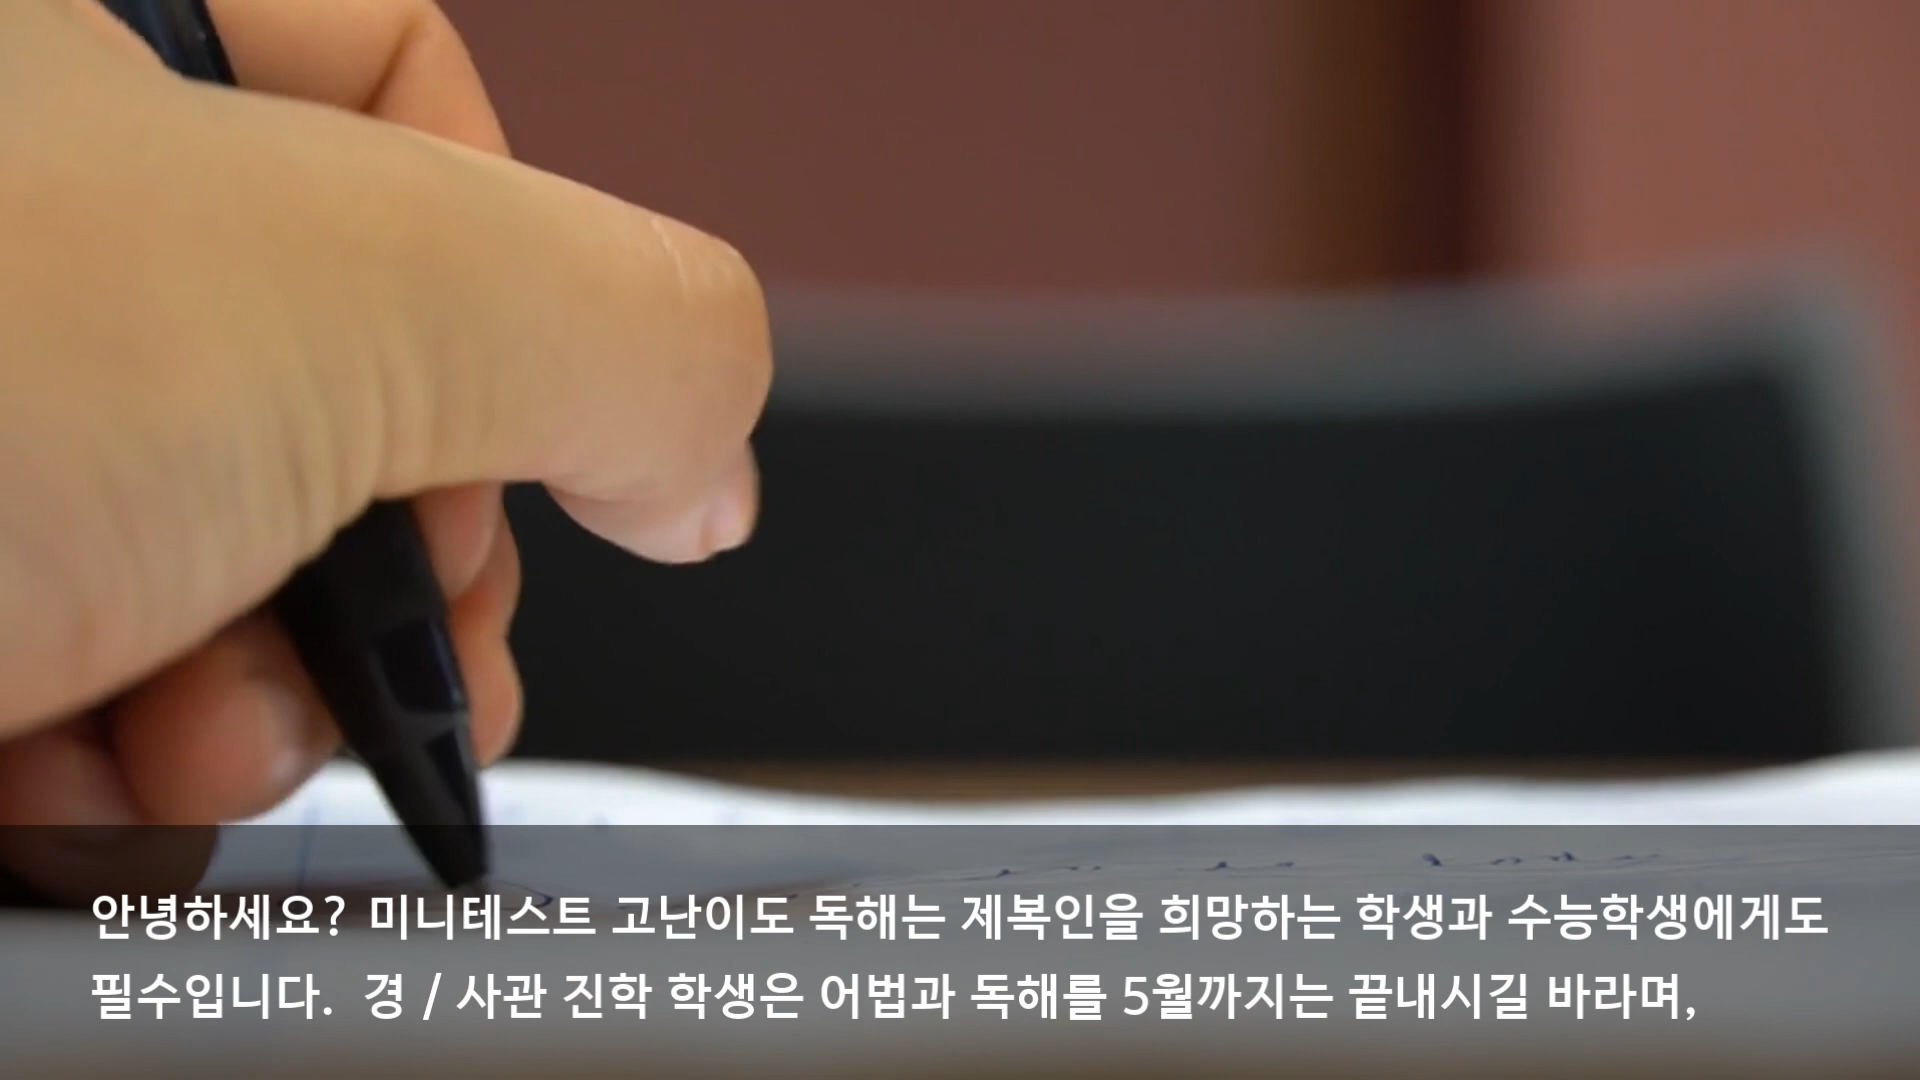 안녕하세요? 미니테스트 고난이도 독해는 제복인을 희망하는 학생과 수능학생에게도
필수입니다. 경 / 사관 진학 학생은 어법과 독해를 5월까지는 끝내시길 바라며,